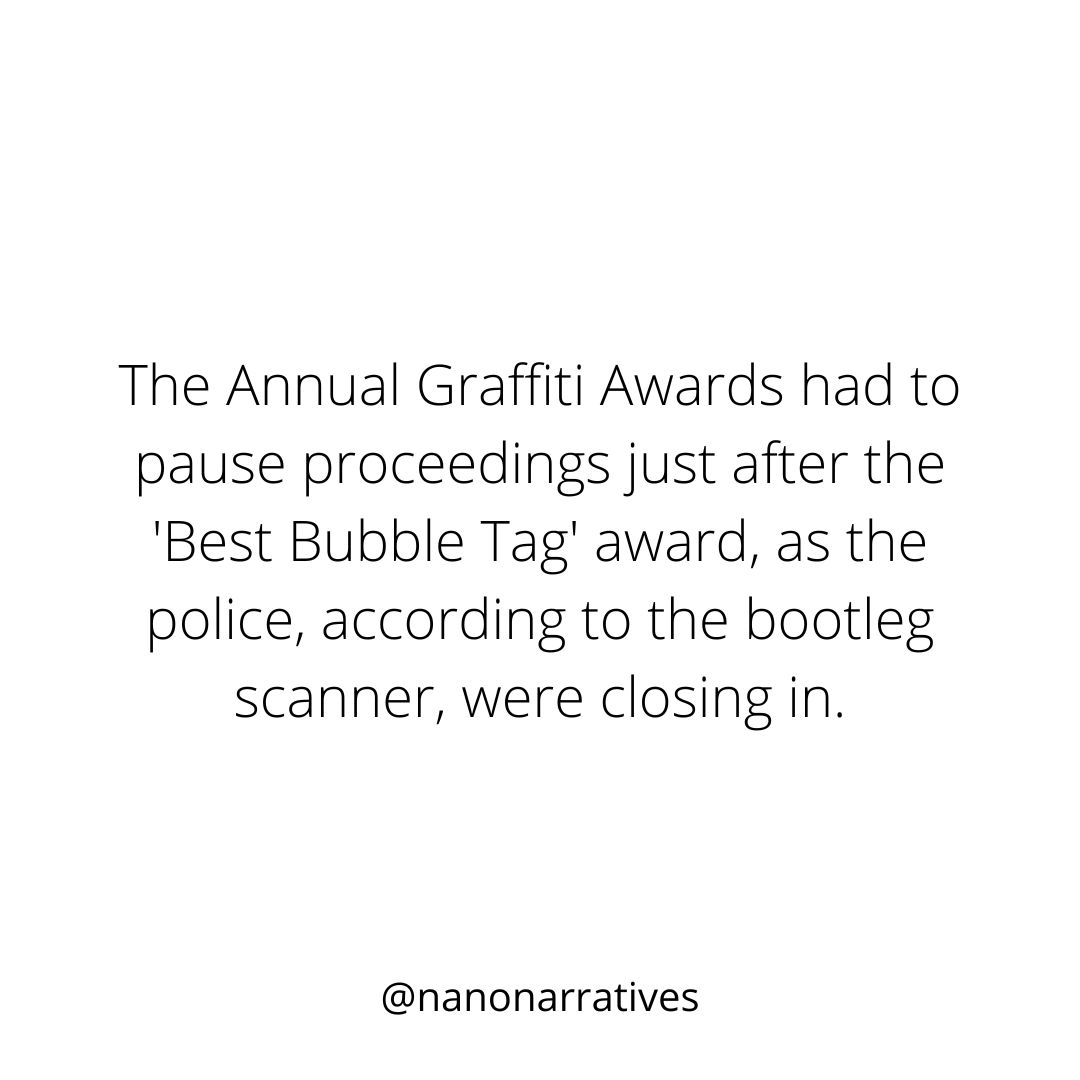 The Annual Graffiti Awards had to
pause proceedings just after the
'Best Bubble Tag' award, as the
police, according to the bootleg
scanner, were closing in.
@nanonarratives